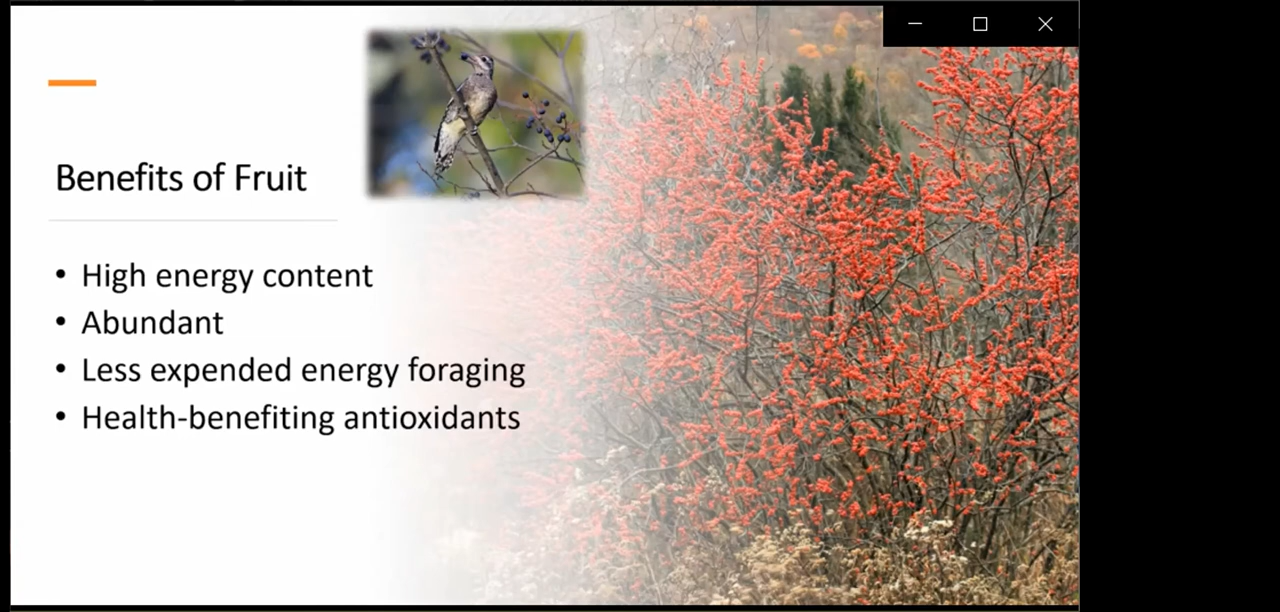 Benefits of Fruit
• High energy content
• Abundant
• Less expended energy foraging
• Health-benefiting antioxidants